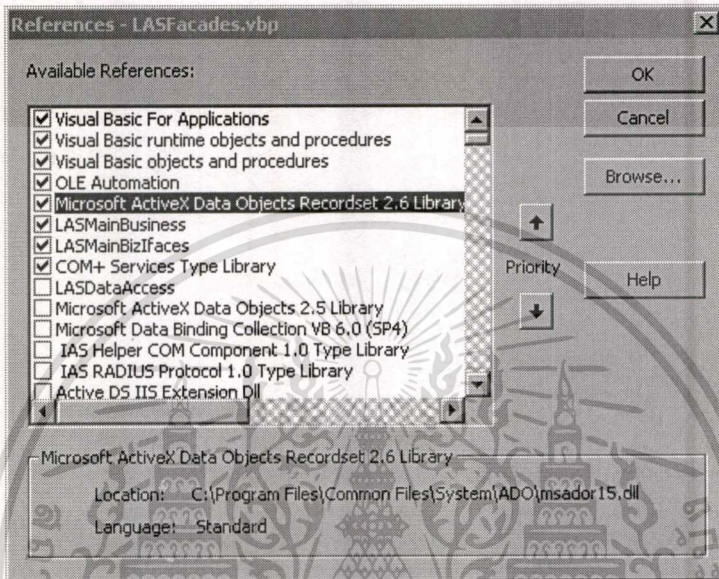 References - LASFacades.vbp
Available References:
OK
Cancel
Browse...
Priority
Help
Visual Basic For Applications
Visual Basic runtime objects and procedures
Visual Basic objects and procedures
OLE Automation
Microsoft ActiveX Data Objects Recordset 2.6 Library
LASMainBusiness
LASMainBizIfaces
COM+ Services Type Library
LASDataAccess
Microsoft ActiveX Data Objects 2.5 Library
Microsoft Data Binding Collection VB 6.0 (SP4)
IAS Helper COM Component 1.0 Type Library
IAS RADIUS Protocol 1.0 Type Library
Active DS IIS Extension Dll
Microsoft ActiveX Data Objects Recordset 2.6 Library
Location: C:\Program Files\Common Files\System\ADO\msador15.dll
Language: Standard